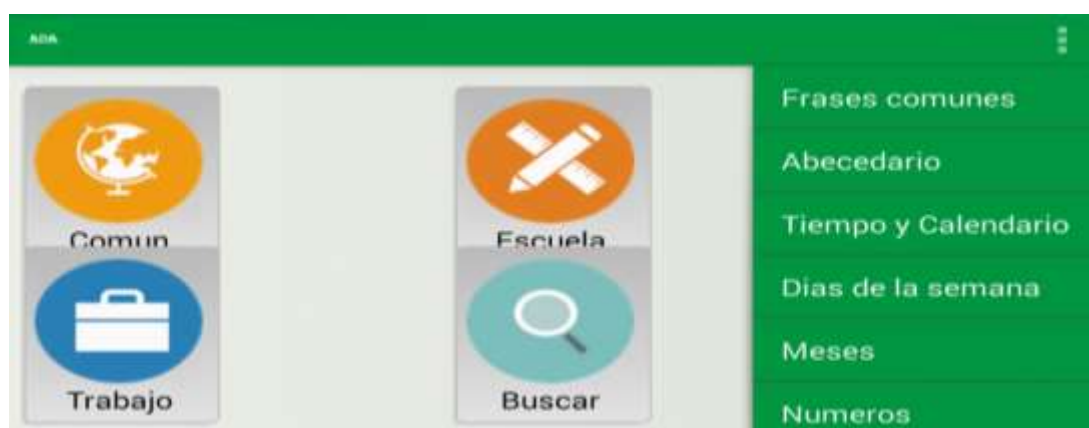 ADA
Comun
Escuela
Trabajo
Buscar
Frases comunes
Abecedario
Tiempo y Calendario
Dias de la semana
Meses
Numeros